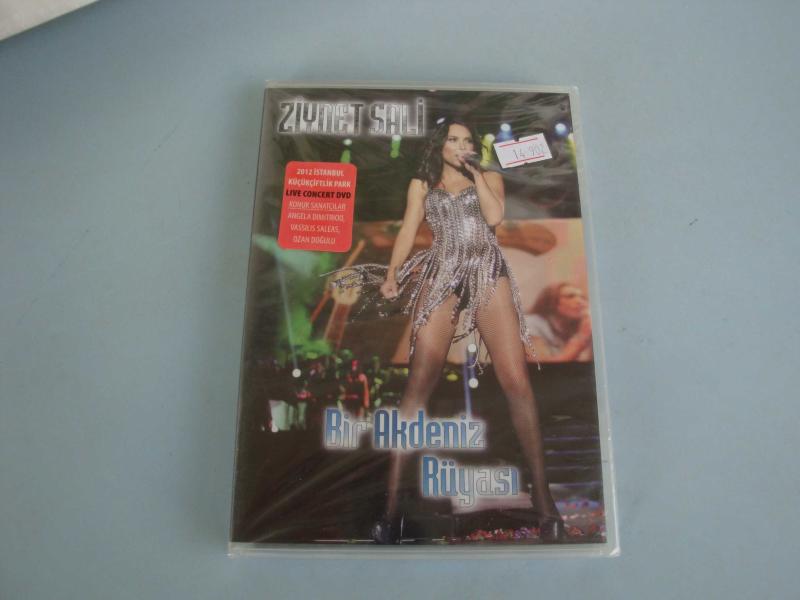 ZİYNET SALİ
14.90
2012 İSTANBUL
KÜÇÜKÇİFTLİK PARK
LIVE CONCERT DVD
KONUK SANATÇILAR
ANGELA DIMITRIOU,
VASSILIS SALEAS,
OZAN DOĞULU
Bir Akdeniz
Rüyası